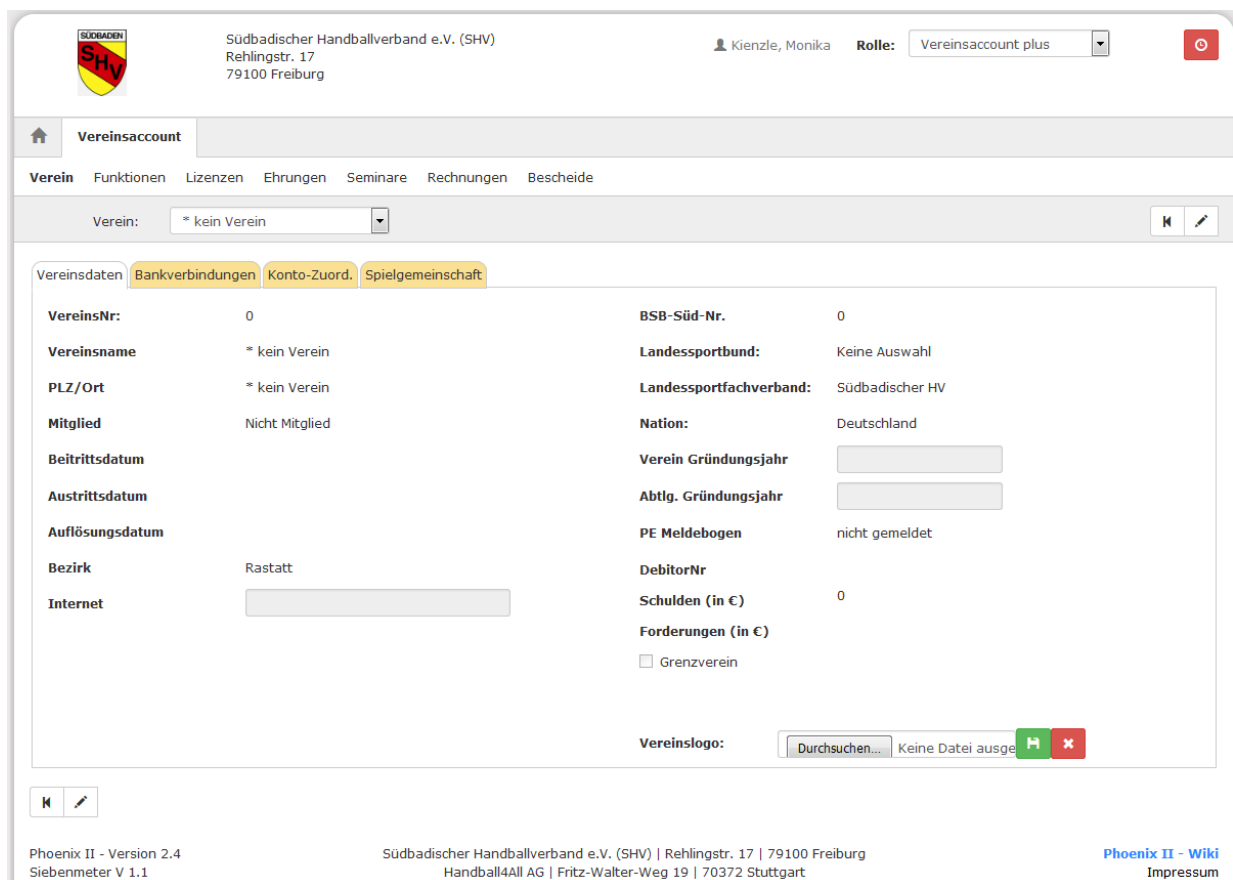 SÜDBADEN
SHV
Südbadischer Handballverband e.V. (SHV)
Rehlingstr. 17
79100 Freiburg
Kienzle, Monika Rolle: Vereinsaccount plus
Vereinsaccount
Verein Funktionen Lizenzen Ehrungen Seminare Rechnungen Bescheide
Verein: * kein Verein
Vereinsdaten Bankverbindungen Konto-Zuord. Spielgemeinschaft
VereinsNr: 0
Vereinsname * kein Verein
PLZ/Ort * kein Verein
Mitglied Nicht Mitglied
Beitrittsdatum
Austrittsdatum
Auflösungsdatum
Bezirk Rastatt
Internet
BSB-Süd-Nr. 0
Landessportbund: Keine Auswahl
Landessportfachverband: Südbadischer HV
Nation: Deutschland
Verein Gründungsjahr
Abtlg. Gründungsjahr
PE Meldebogen nicht gemeldet
DebitorNr
Schulden (in €) 0
Forderungen (in €)
Grenzverein
Vereinslogo: Durchsuchen... Keine Datei ausge
Phoenix II - Version 2.4
Siebenmeter V 1.1
Südbadischer Handballverband e.V. (SHV) | Rehlingstr. 17 | 79100 Freiburg
Handball4All AG | Fritz-Walter-Weg 19 | 70372 Stuttgart
Phoenix II - Wiki
Impressum